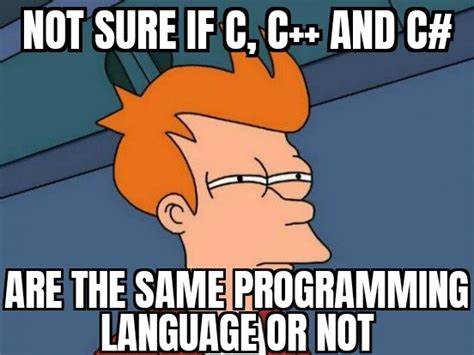 NOT SURE IF C, C++ AND C#
ARE THE SAME PROGRAMMING
LANGUAGE OR NOT